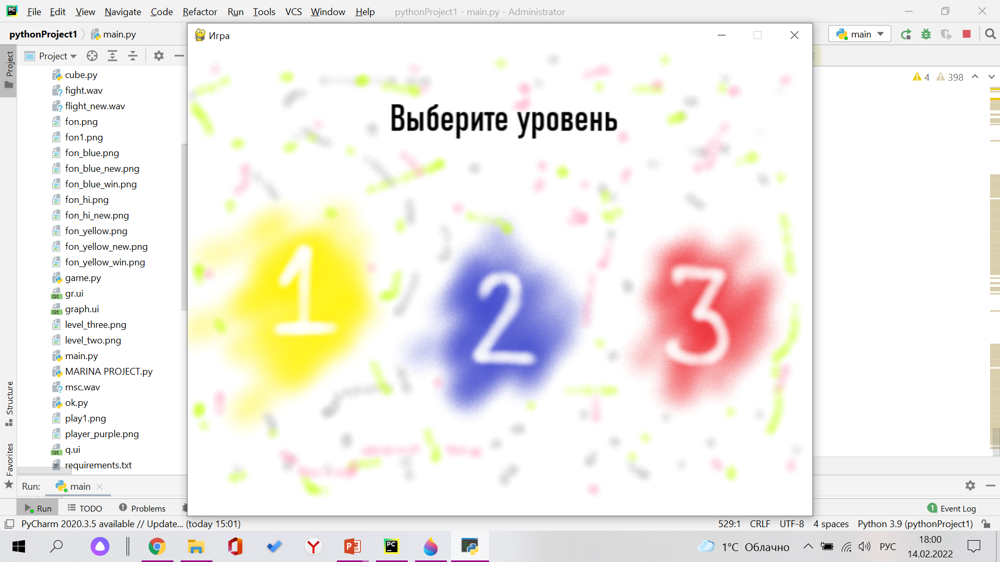 File Edit View Navigate Code Refactor Run Tools VCS Window Help pythonProject1 - main.py - Administrator
pythonProject1 main.py
main
Игра
Project
Project
4 398
cube.py
fight.wav
flight_new.wav
fon.png
fon1.png
fon_blue.png
fon_blue_new.png
fon_blue_win.png
fon_hi.png
fon_hi_new.png
fon_yellow.png
fon_yellow_new.png
fon_yellow_win.png
game.py
gr.ui
graph.ui
level_three.png
level_two.png
main.py
MARINA PROJECT.py
msc.wav
ok.py
play1.png
player_purple.png
q.ui
requirements.txt
Выберите уровень
1
2
3
Structure
Favorites
Run: main
Run TODO Problems
1 Event Log
PyCharm 2020.3.5 available // Update... (today 15:01)
529:1 CRLF UTF-8 4 spaces Python 3.9 (pythonProject1)
1°C Облачно
РУС
18:00
14.02.2022